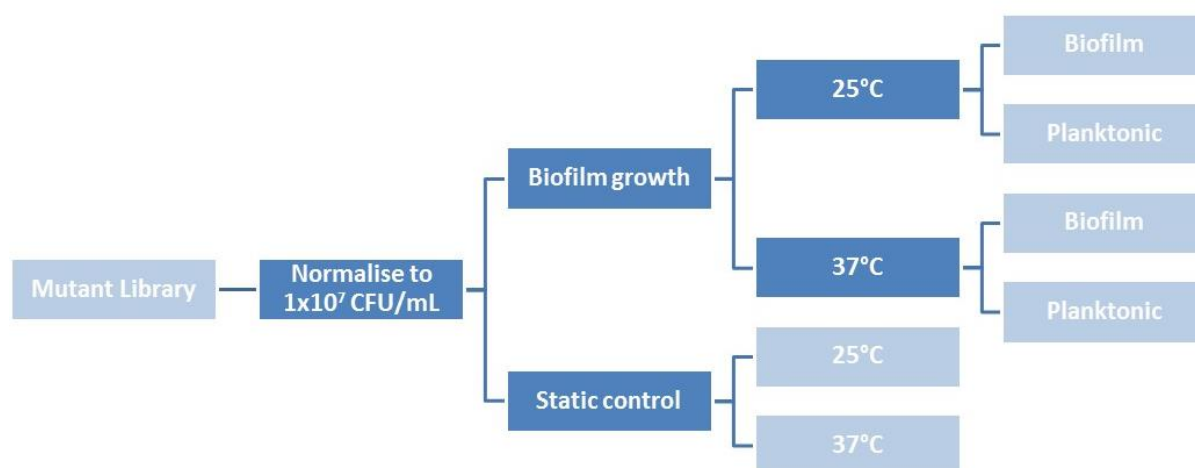 Mutant Library
Normalise to
1x10⁷ CFU/mL
Biofilm growth
25°C
Biofilm
Planktonic
37°C
Biofilm
Planktonic
Static control
25°C
37°C